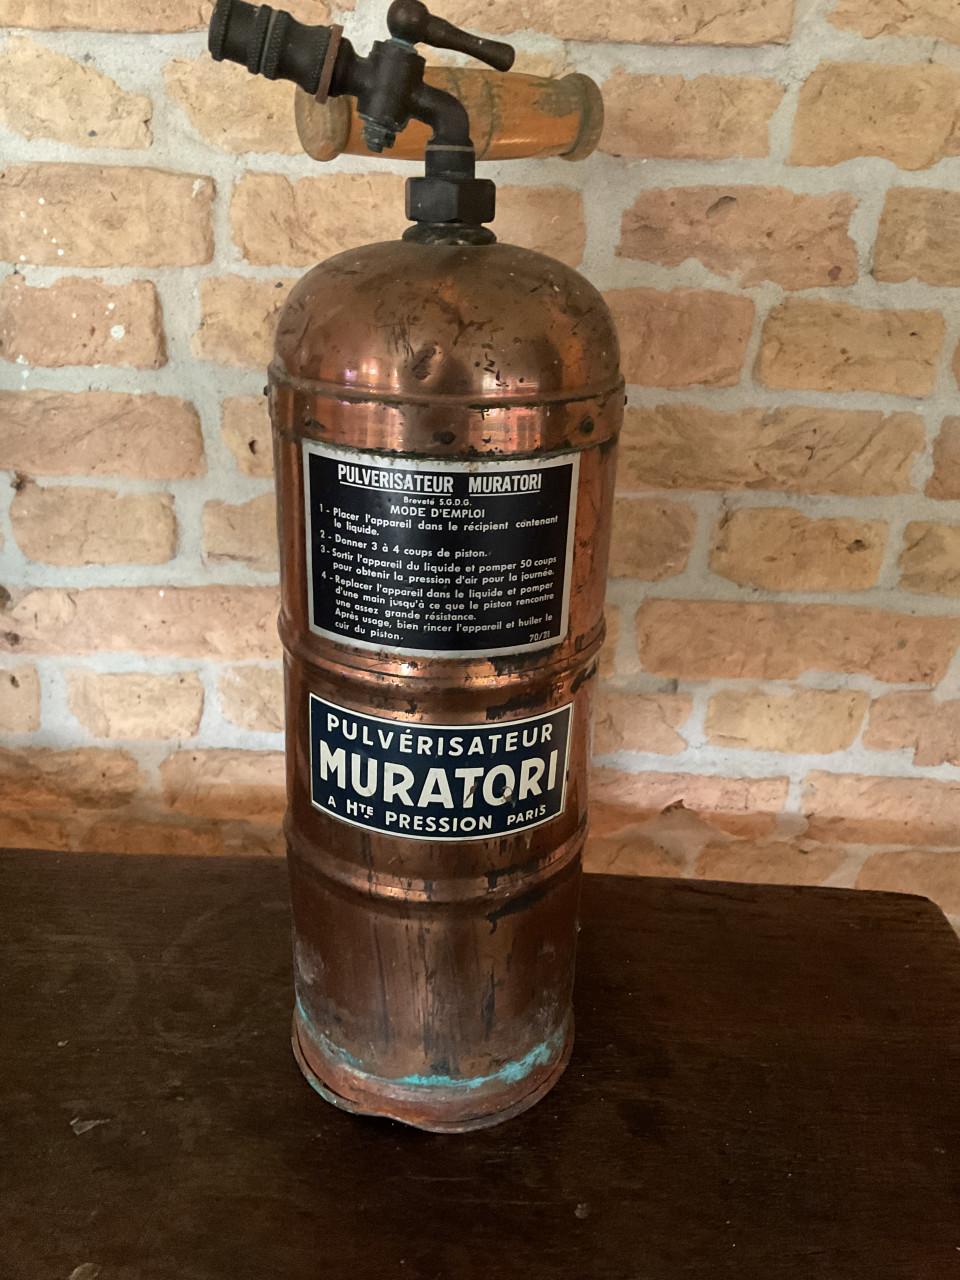 PULVERISATEUR MURATORI
Breveté S.G.D.G.
MODE D'EMPLOI
1 - Placer l'appareil dans le récipient contenant
le liquide.
2 - Donner 3 à 4 coups de piston.
3 - Sortir l'appareil du liquide et pomper 50 coups
pour obtenir la pression d'air pour la journée.
4 - Replacer l'appareil dans le liquide et pomper
d'une main jusqu'à ce que le piston rencontre
une assez grande résistance.
Après usage, bien rincer l'appareil et huiler le
cuir du piston.
70/21
PULVÉRISATEUR
MURATORI
A HTE PRESSION PARIS